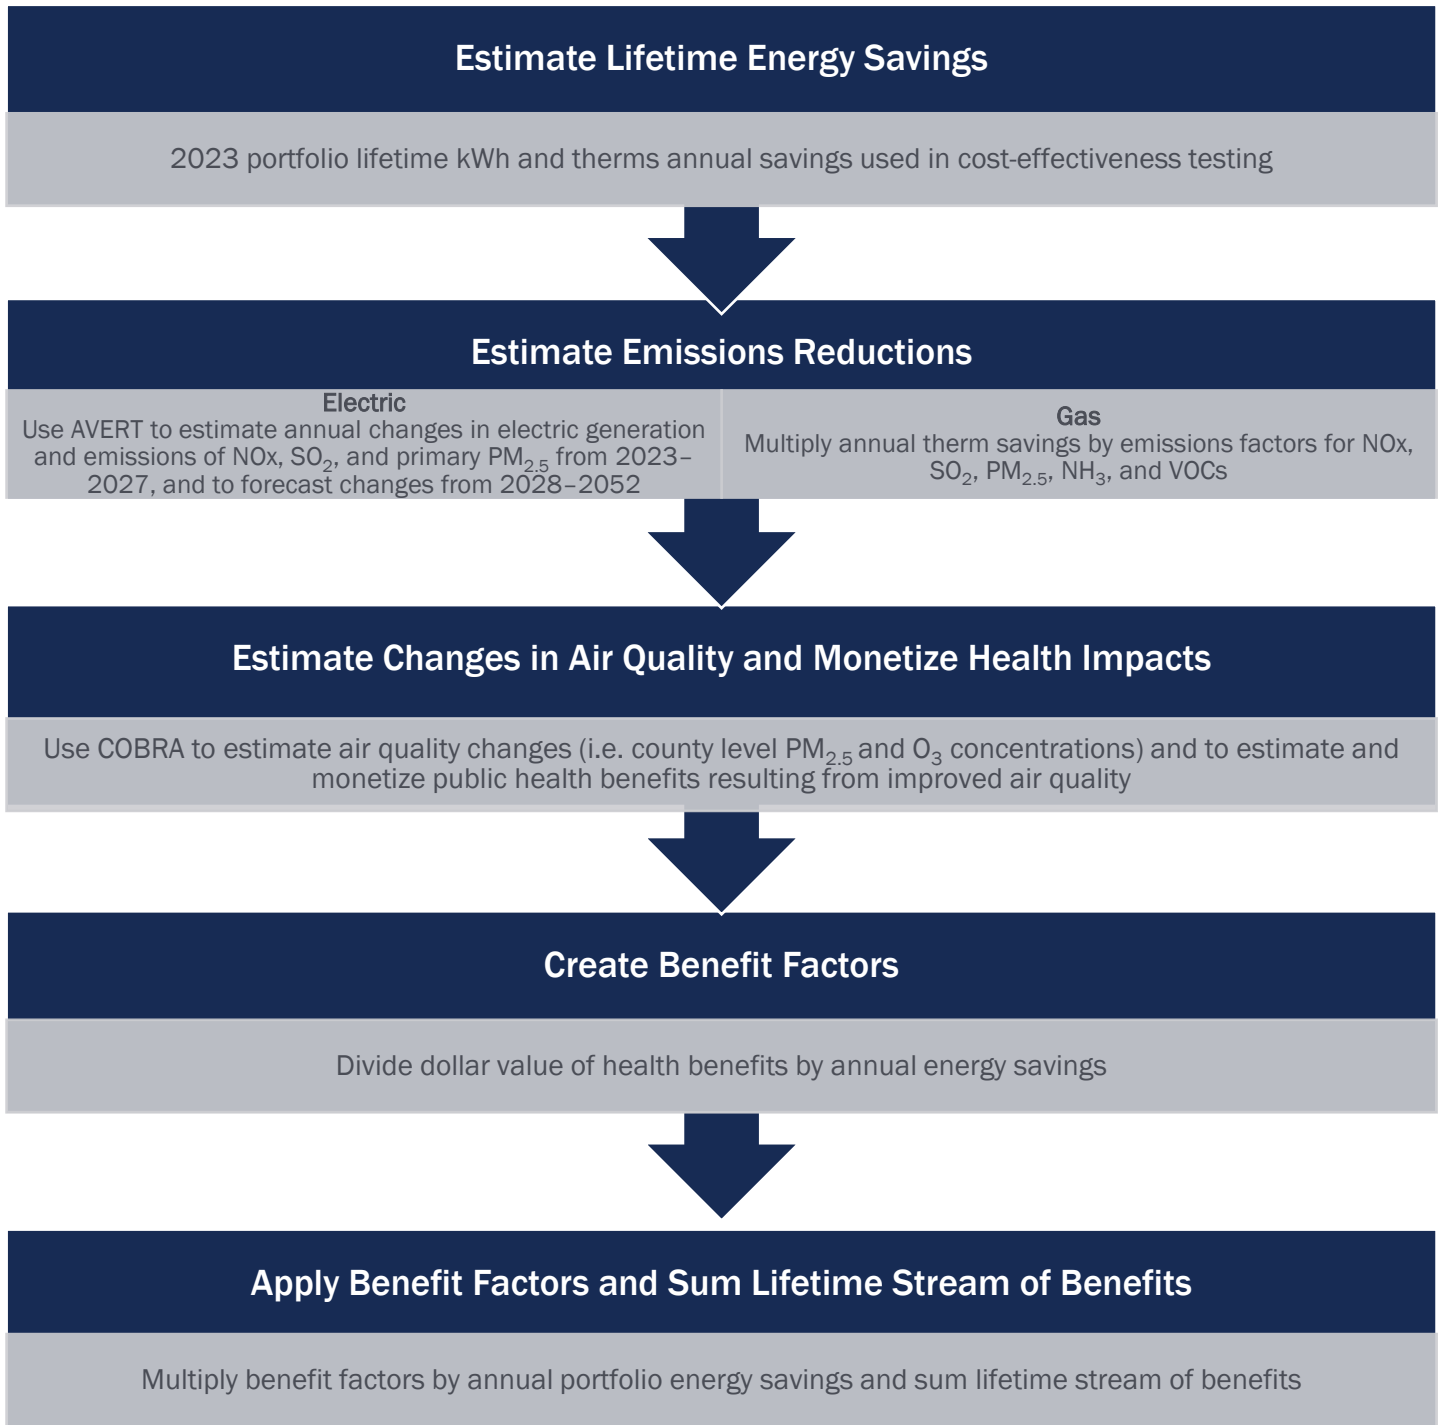 Estimate Lifetime Energy Savings
2023 portfolio lifetime kWh and therms annual savings used in cost-effectiveness testing
Estimate Emissions Reductions
Electric
Use AVERT to estimate annual changes in electric generation
and emissions of NOx, SO₂, and primary PM₂.₅ from 2023–
2027, and to forecast changes from 2028–2052
Gas
Multiply annual therm savings by emissions factors for NOx,
SO₂, PM₂.₅, NH₃, and VOCs
Estimate Changes in Air Quality and Monetize Health Impacts
Use COBRA to estimate air quality changes (i.e. county level PM₂.₅ and O₃ concentrations) and to estimate and
monetize public health benefits resulting from improved air quality
Create Benefit Factors
Divide dollar value of health benefits by annual energy savings
Apply Benefit Factors and Sum Lifetime Stream of Benefits
Multiply benefit factors by annual portfolio energy savings and sum lifetime stream of benefits